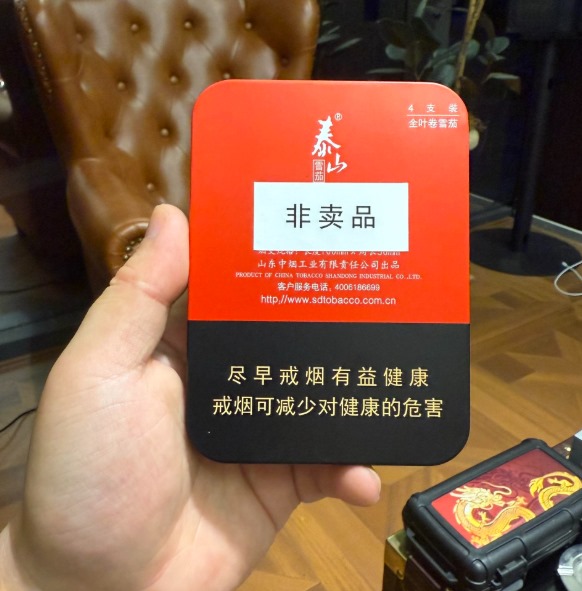 4 支装
全叶卷雪茄
泰山®
雪茄
非卖品
山东中烟工业有限责任公司出品
PRODUCT OF CHINA TOBACCO SHANDONG INDUSTRIAL CO.,LTD.
客户服务电话，4006186699
http,//www.sdtobacco.com.cn
尽早戒烟有益健康
戒烟可减少对健康的危害